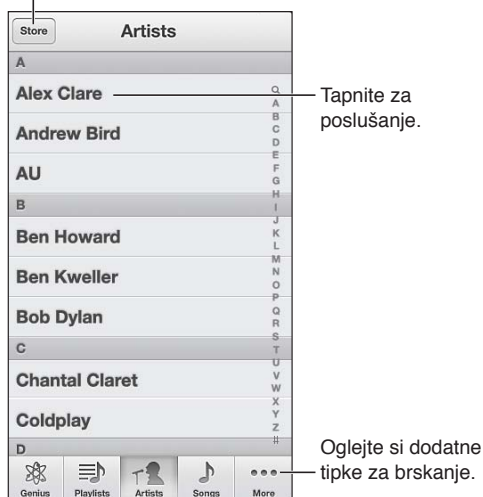 Store
Artists
A
Alex Clare
Tapnite za
poslušanje.
Andrew Bird
AU
B
Ben Howard
Ben Kweller
Bob Dylan
C
Chantal Claret
Coldplay
D
A
B
C
D
E
F
G
H
I
J
K
L
M
N
O
P
Q
R
S
T
U
V
W
X
Y
Z
#
Oglejte si dodatne
tipke za brskanje.
Genius
Playlists
Artists
Songs
More